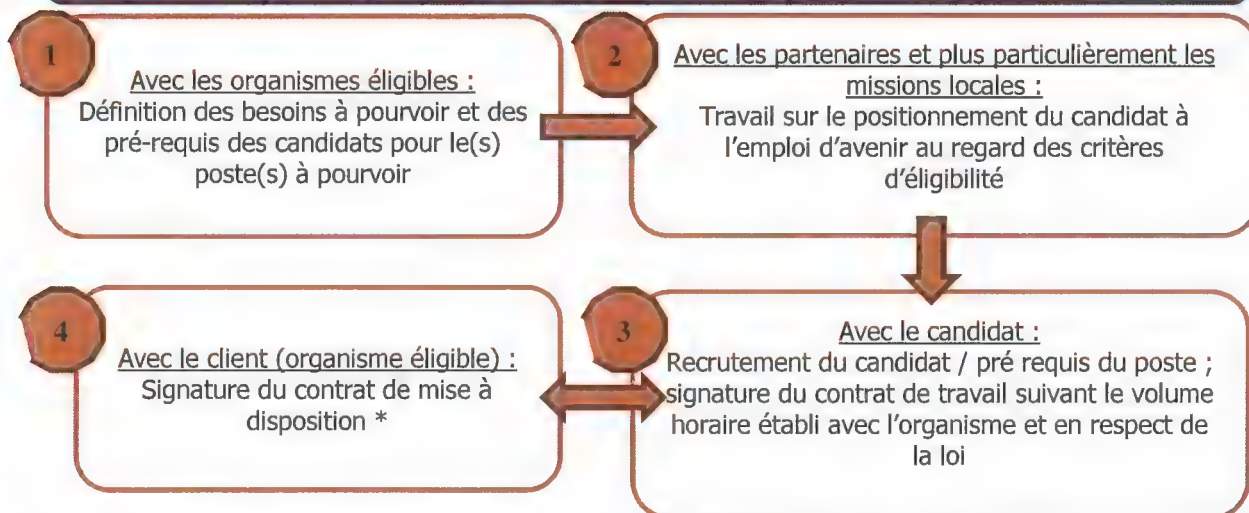 1
Avec les organismes éligibles :
Définition des besoins à pourvoir et des
pré-requis des candidats pour le(s)
poste(s) à pourvoir
2
Avec les partenaires et plus particulièrement les
missions locales :
Travail sur le positionnement du candidat à
l'emploi d'avenir au regard des critères
d'éligibilité
3
Avec le candidat :
Recrutement du candidat / pré requis du poste ;
signature du contrat de travail suivant le volume
horaire établi avec l'organisme et en respect de
la loi
4
Avec le client (organisme éligible) :
Signature du contrat de mise à
disposition *